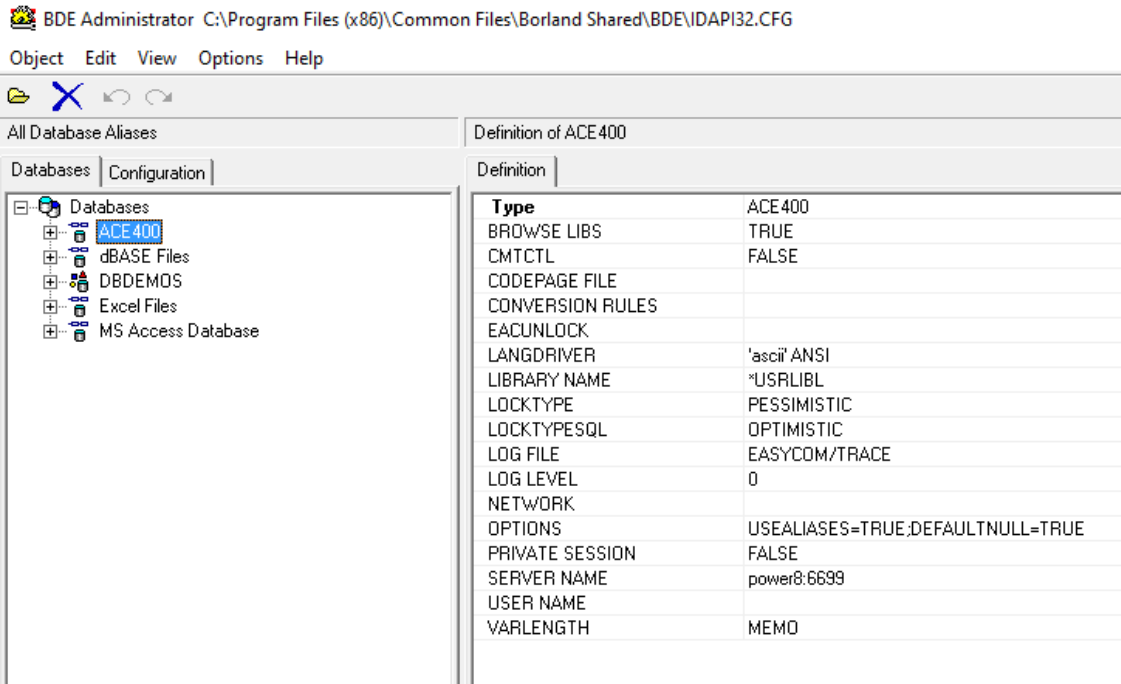 BDE Administrator C:\Program Files (x86)\Common Files\Borland Shared\BDE\IDAPI32.CFG
Object Edit View Options Help
All Database Aliases
Definition of ACE400
Databases Configuration
Definition
Databases
ACE400
dBASE Files
DBDEMOS
Excel Files
MS Access Database
Type ACE400
BROWSE LIBS TRUE
CMTCTL FALSE
CODEPAGE FILE
CONVERSION RULES
EACUNLOCK
LANGDRIVER 'ascii' ANSI
LIBRARY NAME *USRLIBL
LOCKTYPE PESSIMISTIC
LOCKTYPESQL OPTIMISTIC
LOG FILE EASYCOM/TRACE
LOG LEVEL 0
NETWORK
OPTIONS USEALIASES=TRUE;DEFAULTNULL=TRUE
PRIVATE SESSION FALSE
SERVER NAME power8:6699
USER NAME
VARLENGTH MEMO